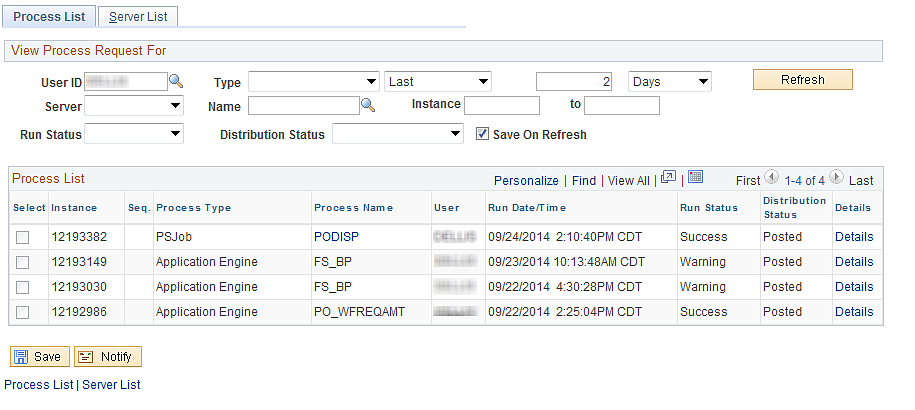 Process List Server List
View Process Request For
User ID Type Last 2 Days Refresh
Server Name Instance to
Run Status Distribution Status Save On Refresh
Process List Personalize | Find | View All | | First 1-4 of 4 Last
Select Instance Seq. Process Type Process Name User Run Date/Time Run Status Distribution Status Details
12193382 PSJob PODISP 09/24/2014 2:10:40PM CDT Success Posted Details
12193149 Application Engine FS_BP 09/23/2014 10:13:48AM CDT Warning Posted Details
12193030 Application Engine FS_BP 09/22/2014 4:30:28PM CDT Warning Posted Details
12192986 Application Engine PO_WFREQAMT 09/22/2014 2:25:04PM CDT Success Posted Details
Save Notify
Process List | Server List